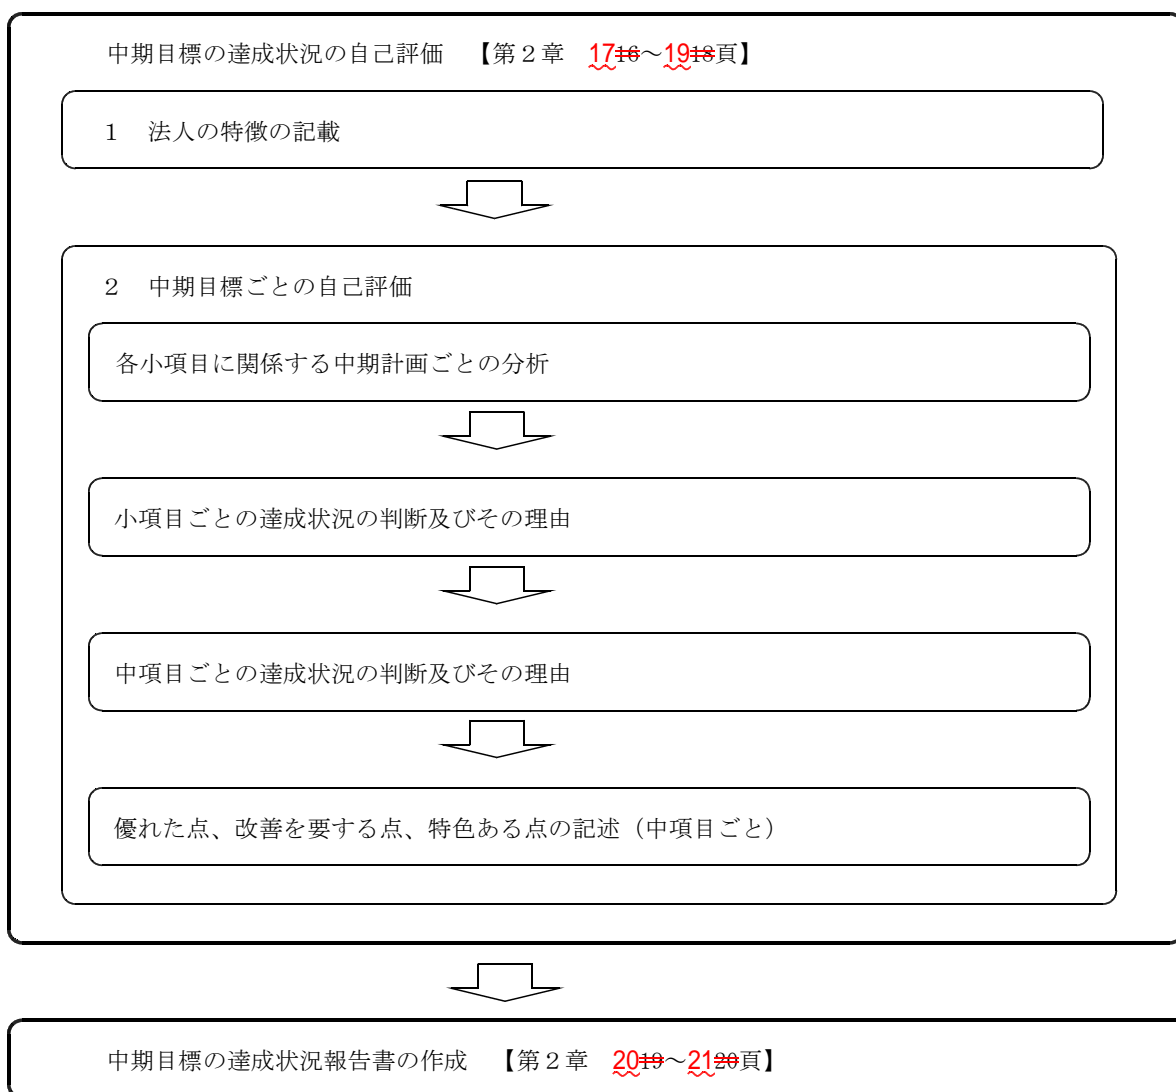 中期目標の達成状況の自己評価　【第２章　1716～1918頁】
１　法人の特徴の記載
２　中期目標ごとの自己評価
各小項目に関係する中期計画ごとの分析
小項目ごとの達成状況の判断及びその理由
中項目ごとの達成状況の判断及びその理由
優れた点、改善を要する点、特色ある点の記述（中項目ごと）
中期目標の達成状況報告書の作成　【第２章　2019～2120頁】